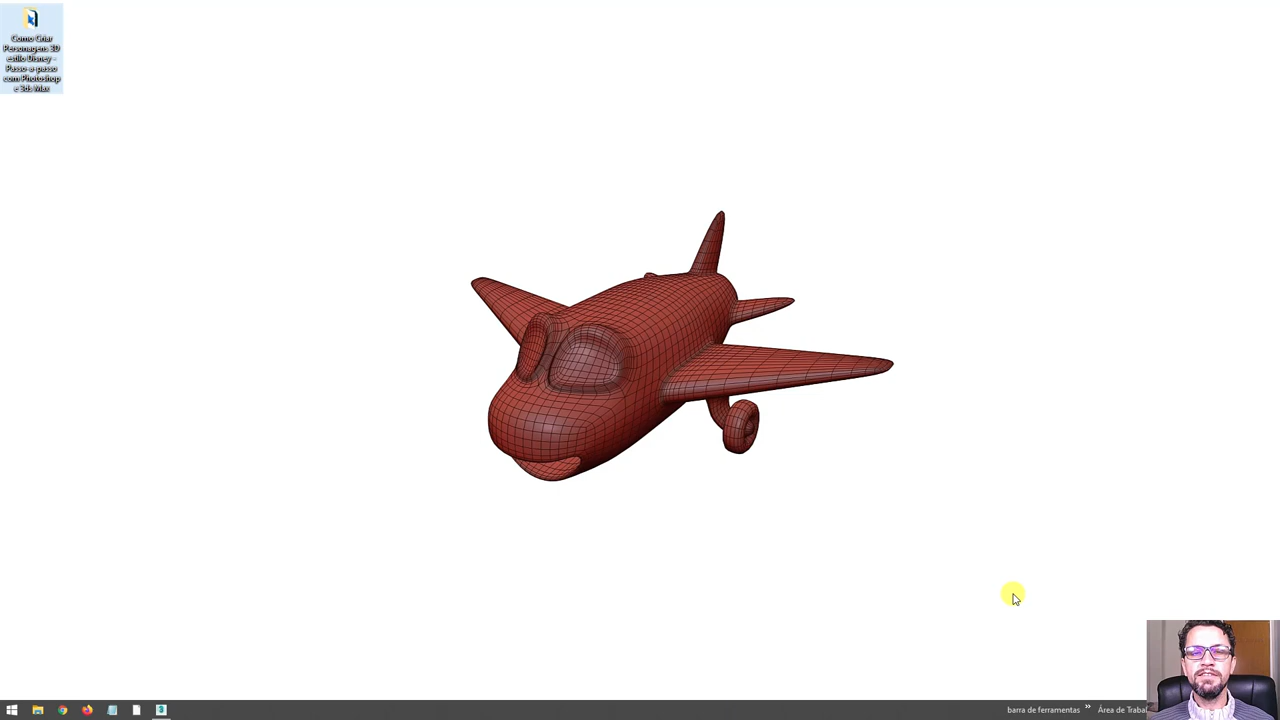 Como Criar
Personagens 3D
estilo Disney -
Passo-a-passo
com Photoshop
e 3ds Max
barra de ferramentas
Área de Trabal